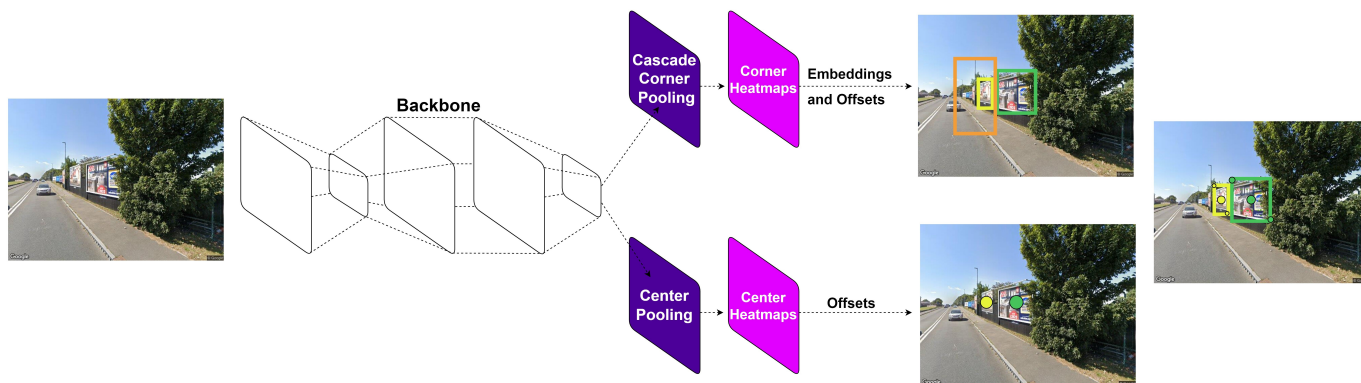 Backbone
Cascade
Corner
Pooling
Corner
Heatmaps
Embeddings
and Offsets
Center
Pooling
Center
Heatmaps
Offsets
Google
Google
Google
Google